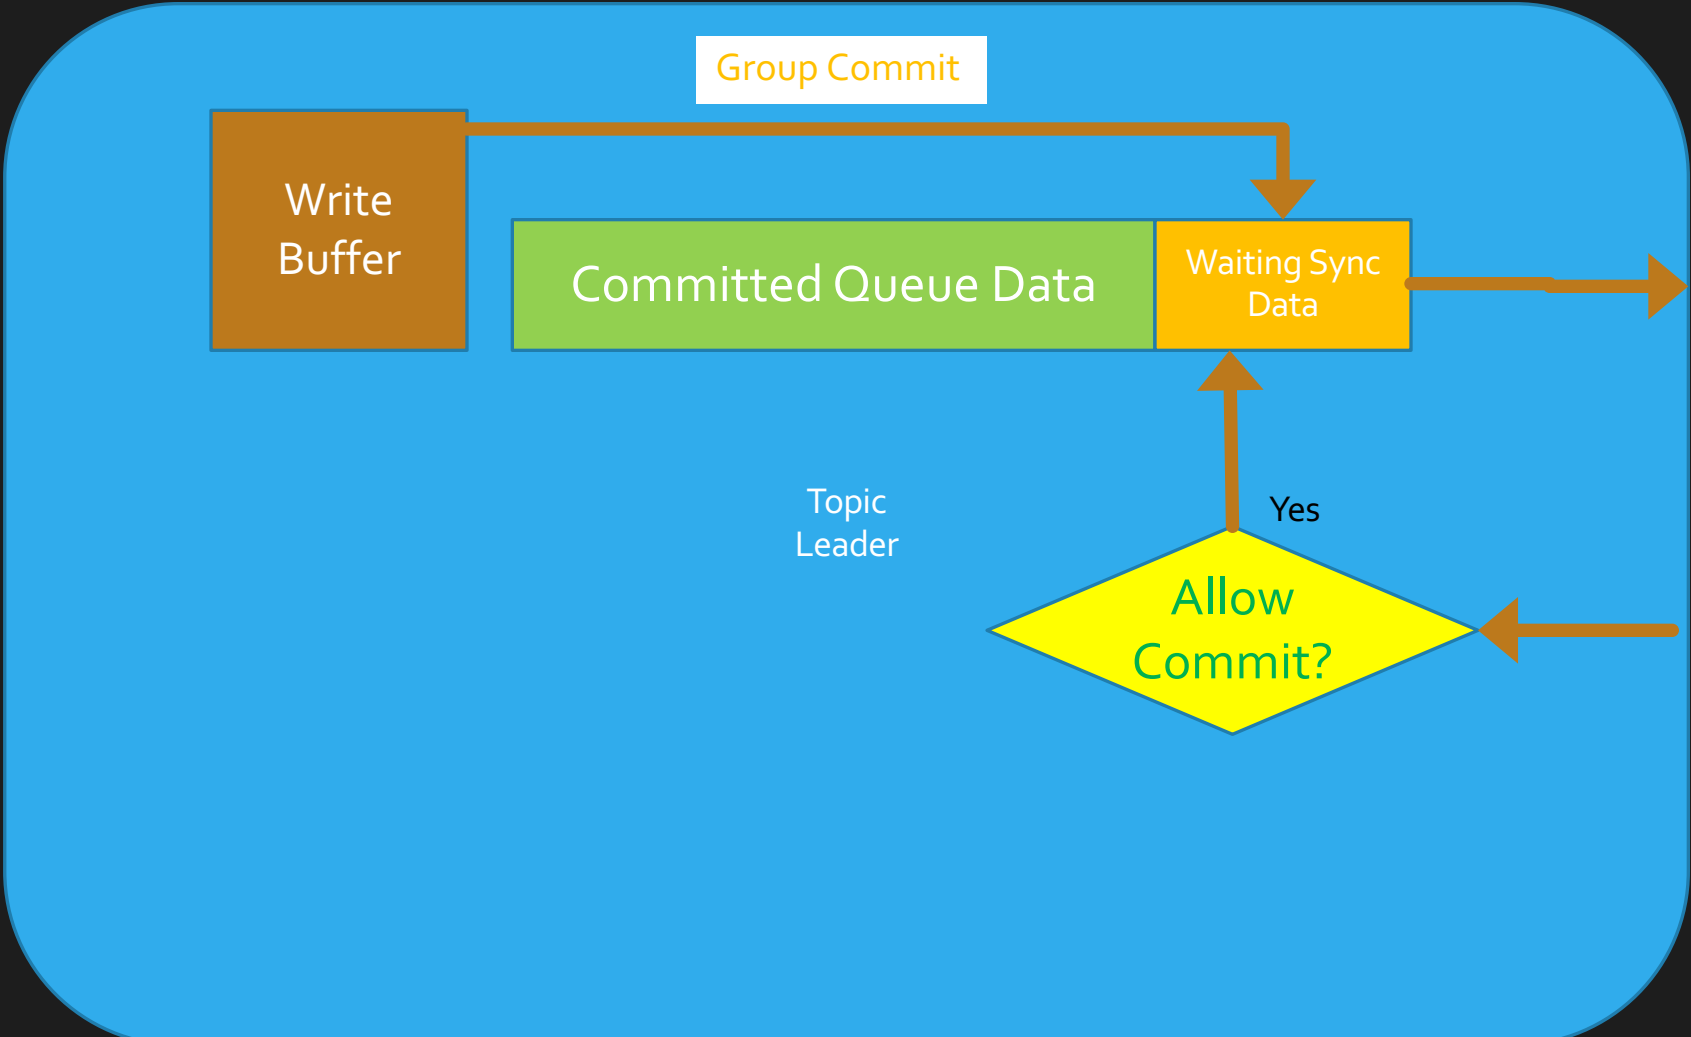 Group Commit
Write
Buffer
Committed Queue Data
Waiting Sync
Data
Topic
Leader
Yes
Allow
Commit?